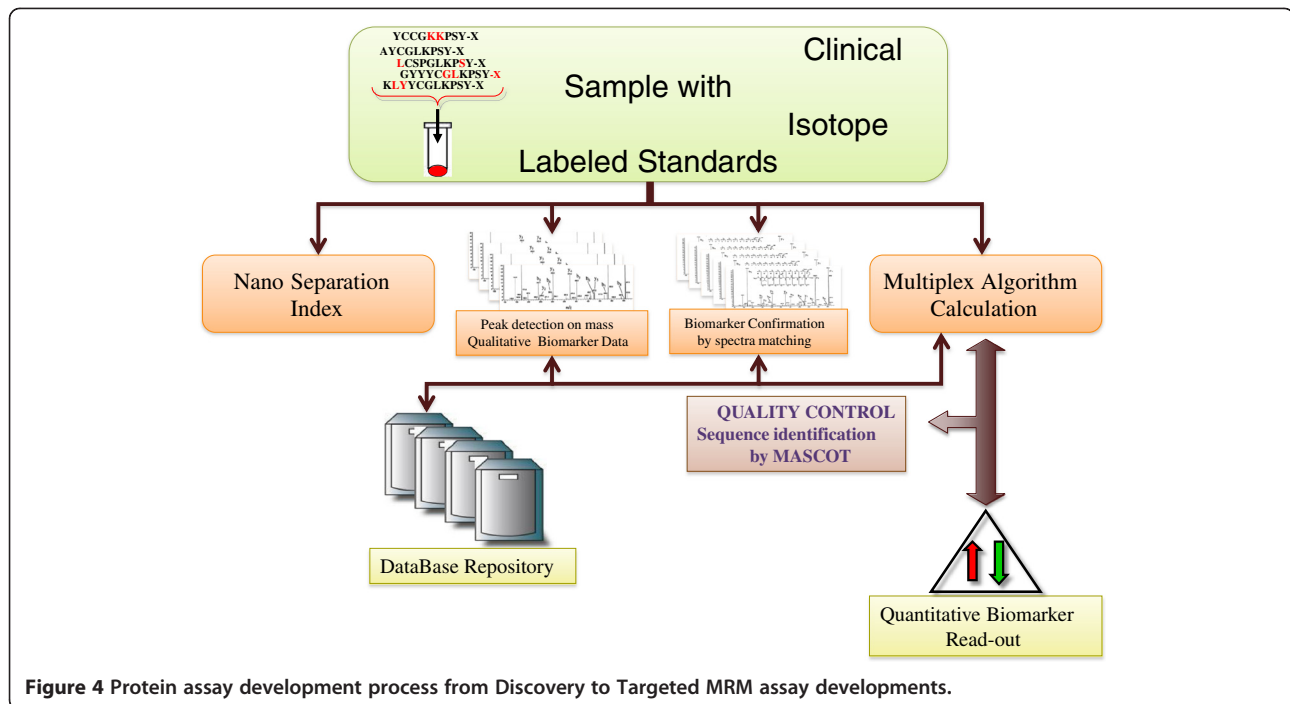 YCCGKKPSY-X
AYCGLKPSY-X
LCSPGLKPSY-X
GYYYCGLKPSY-X
KLYYCGLKPSY-X
Clinical
Sample with
Isotope
Labeled Standards
Nano Separation
Index
Peak detection on mass
Qualitative Biomarker Data
Biomarker Confirmation
by spectra matching
Multiplex Algorithm
Calculation
QUALITY CONTROL
Sequence identification
by MASCOT
DataBase Repository
Quantitative Biomarker
Read-out
Figure 4 Protein assay development process from Discovery to Targeted MRM assay developments.